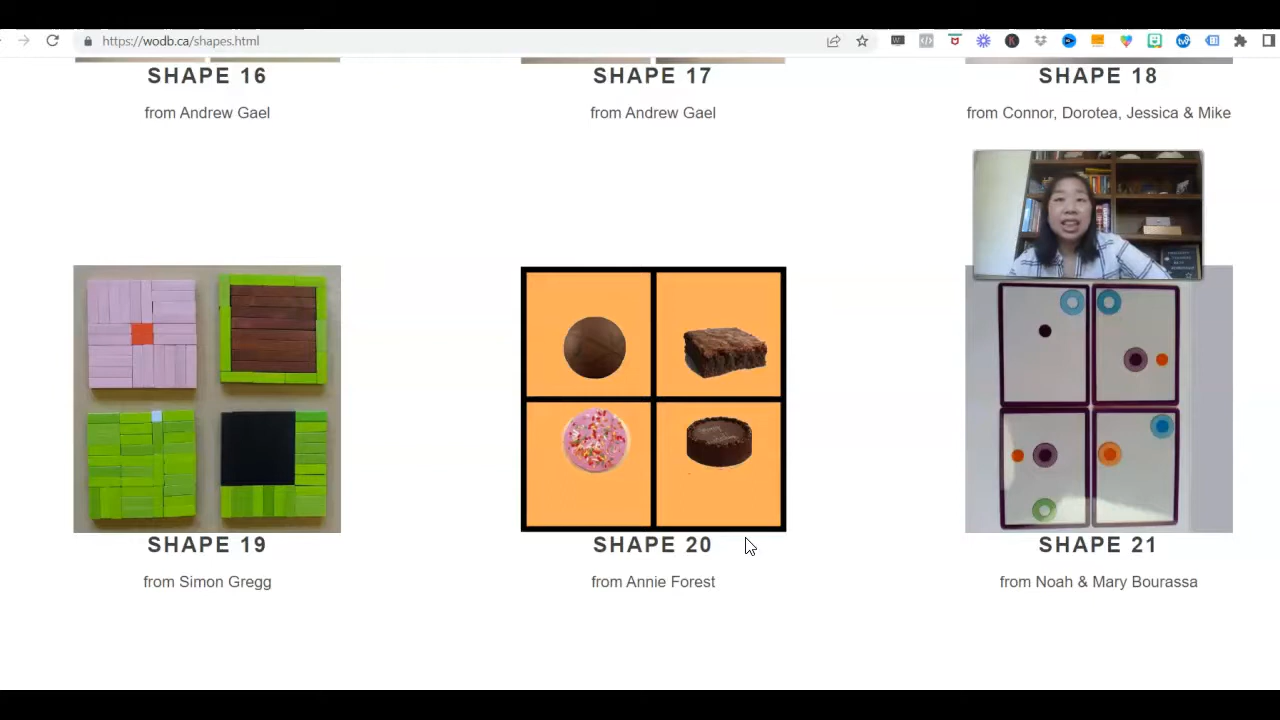 https://wodb.ca/shapes.html
SHAPE 16
SHAPE 17
SHAPE 18
from Andrew Gael
from Andrew Gael
from Connor, Dorotea, Jessica & Mike
SHAPE 19
SHAPE 20
SHAPE 21
from Simon Gregg
from Annie Forest
from Noah & Mary Bourassa